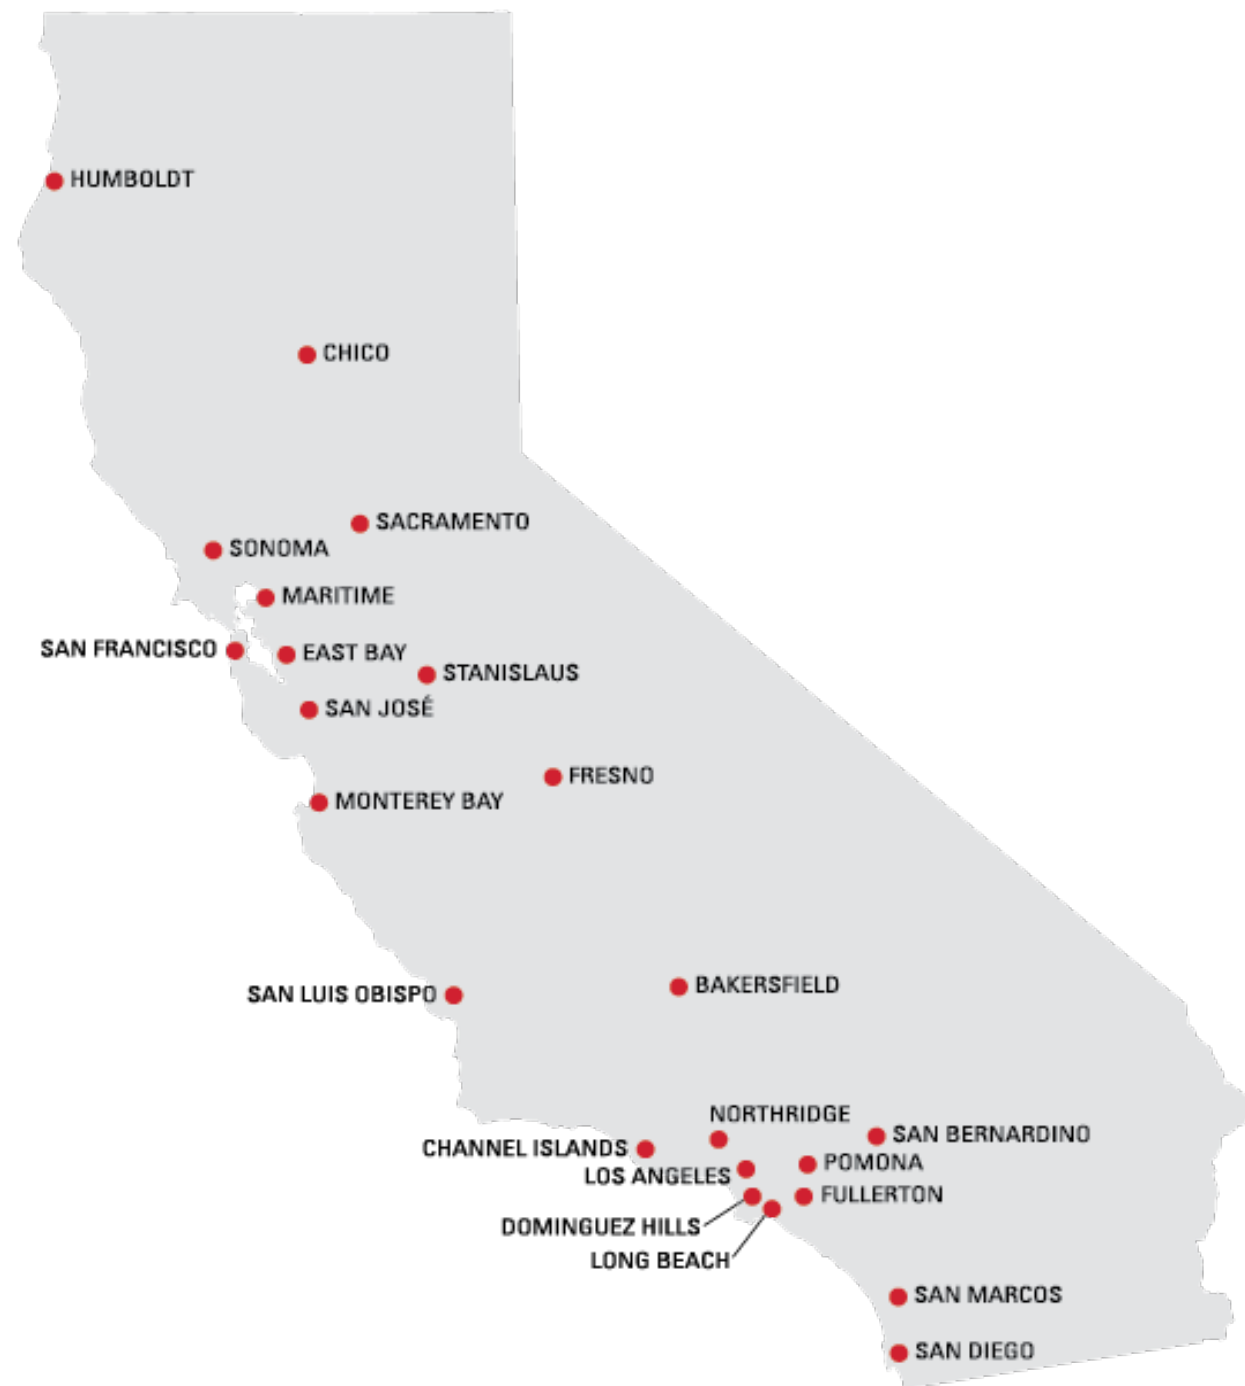 HUMBOLDT
CHICO
SACRAMENTO
SONOMA
MARITIME
SAN FRANCISCO
EAST BAY
STANISLAUS
SAN JOSÉ
FRESNO
MONTEREY BAY
BAKERSFIELD
SAN LUIS OBISPO
NORTHRIDGE
SAN BERNARDINO
CHANNEL ISLANDS
POMONA
LOS ANGELES
FULLERTON
DOMINGUEZ HILLS
LONG BEACH
SAN MARCOS
SAN DIEGO